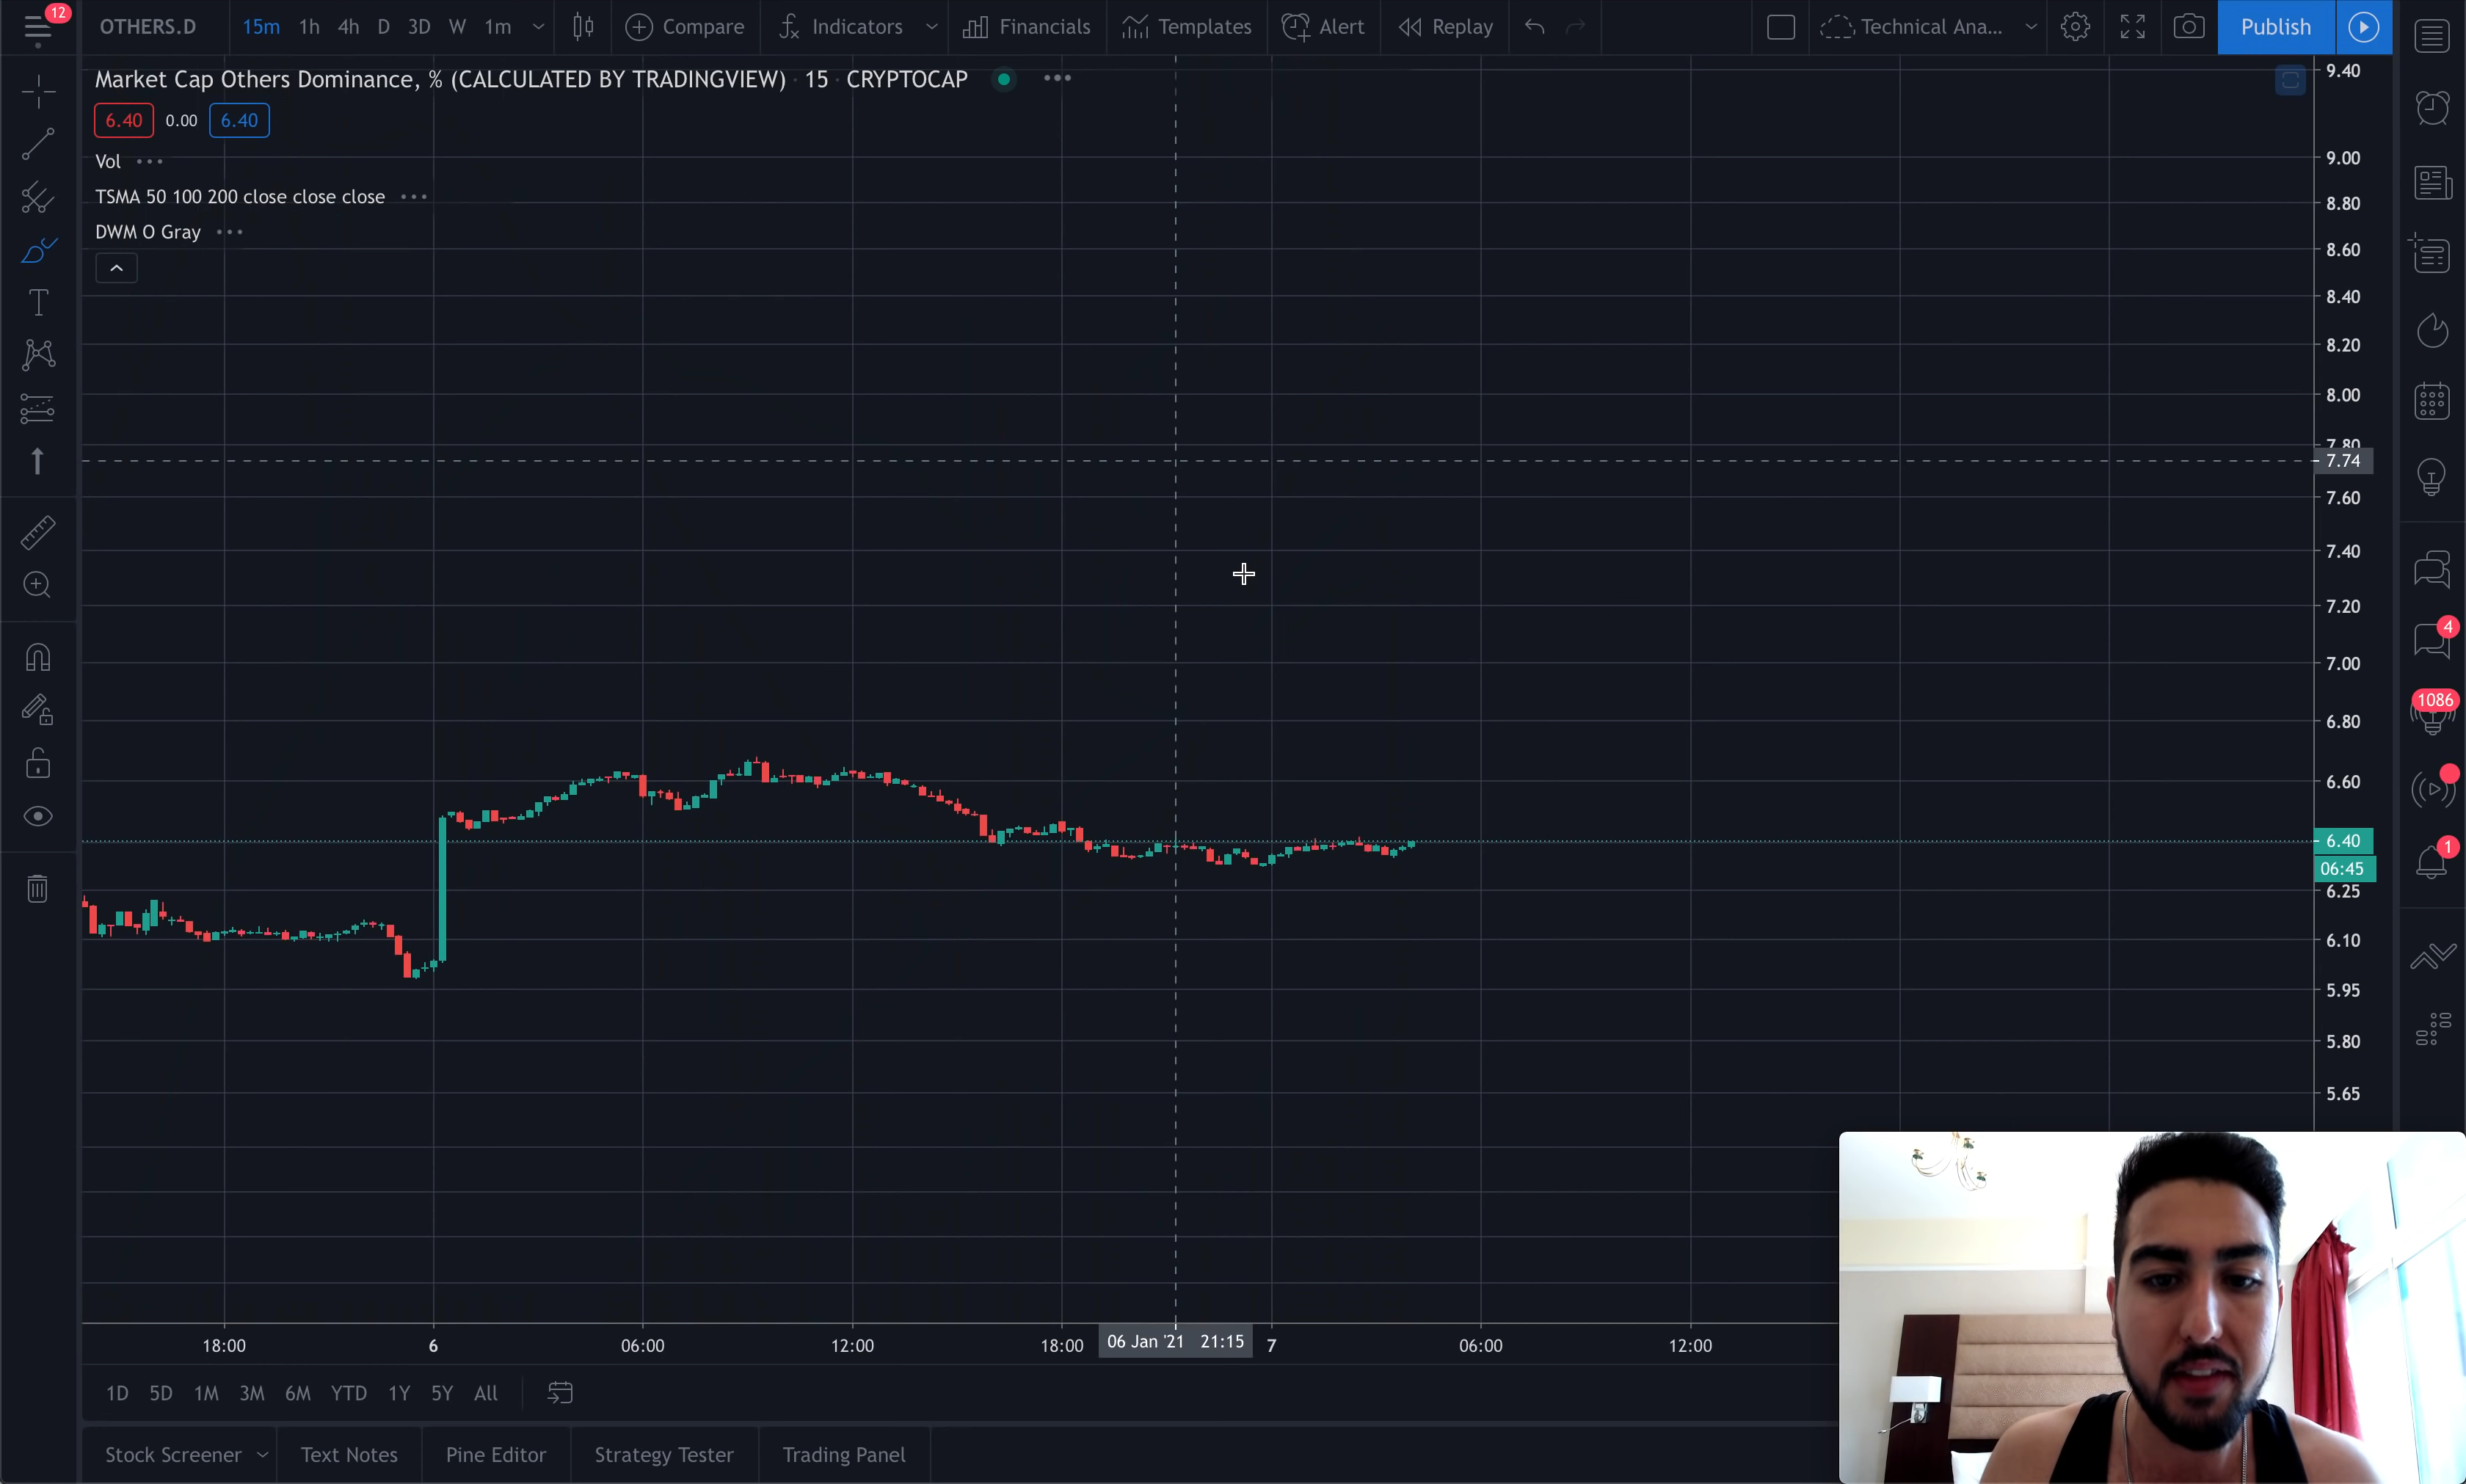 12
OTHERS.D 15m 1h 4h D 3D W 1m Compare Indicators Financials Templates Alert Replay Technical Ana... Publish
Market Cap Others Dominance, % (CALCULATED BY TRADINGVIEW) · 15 · CRYPTOCAP
6.40 0.00 6.40
Vol
TSMA 50 100 200 close close close
DWM O Gray
9.40
9.00
8.80
8.60
8.40
8.20
8.00
7.80
7.74
7.60
7.40
7.20
7.00
6.80
6.60
6.40
06:45
6.25
6.10
5.95
5.80
5.65
4
1086
1
18:00 6 06:00 12:00 18:00 06 Jan '21 21:15 7 06:00 12:00
1D 5D 1M 3M 6M YTD 1Y 5Y All
Stock Screener Text Notes Pine Editor Strategy Tester Trading Panel